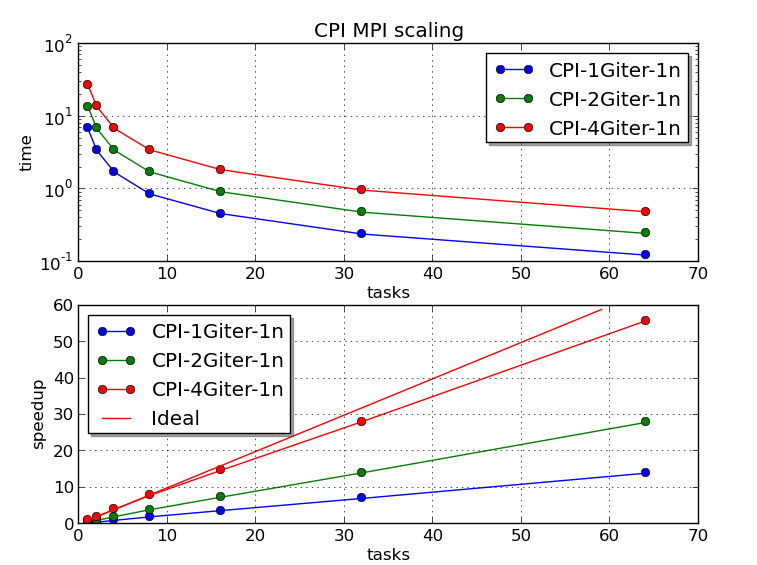 CPI MPI scaling
10^2
10^1
10^0
10^-1
time
CPI-1Giter-1n
CPI-2Giter-1n
CPI-4Giter-1n
0 10 20 30 40 50 60 70
tasks
60
50
40
30
20
10
0
speedup
CPI-1Giter-1n
CPI-2Giter-1n
CPI-4Giter-1n
Ideal
0 10 20 30 40 50 60 70
tasks